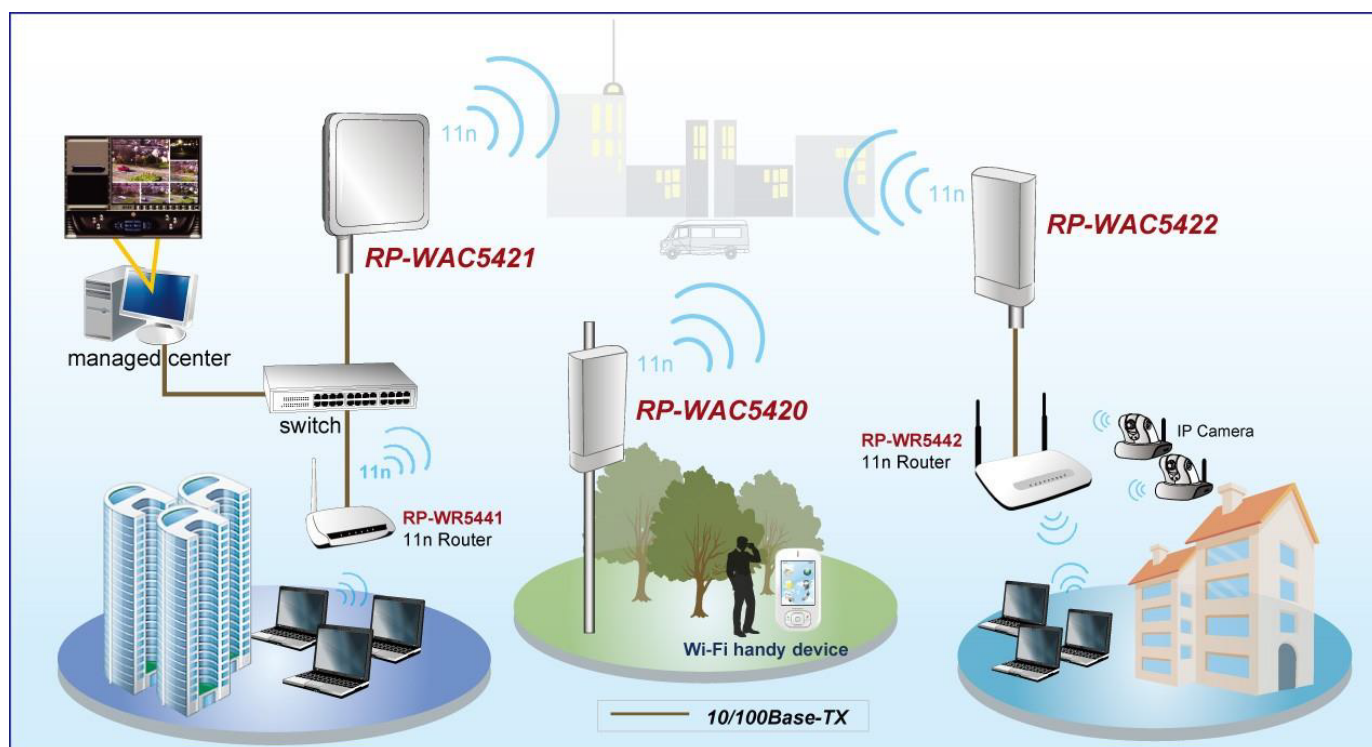 11n
RP-WAC5421
managed center
switch
11n
RP-WR5441
11n Router
11n
RP-WAC5420
Wi-Fi handy device
11n
RP-WAC5422
RP-WR5442
11n Router
IP Camera
10/100Base-TX